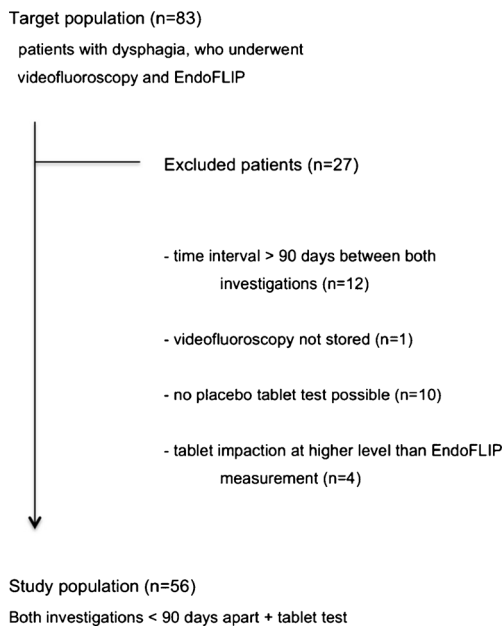 Target population (n=83)
patients with dysphagia, who underwent
videofluoroscopy and EndoFLIP
Excluded patients (n=27)
- time interval > 90 days between both
investigations (n=12)
- videofluoroscopy not stored (n=1)
- no placebo tablet test possible (n=10)
- tablet impaction at higher level than EndoFLIP
measurement (n=4)
Study population (n=56)
Both investigations < 90 days apart + tablet test